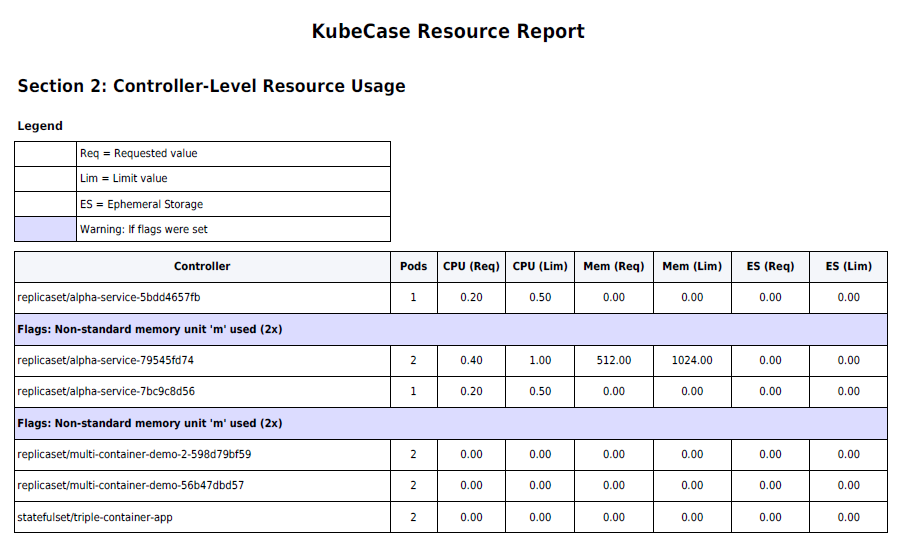 KubeCase Resource Report
Section 2: Controller-Level Resource Usage
Legend
Req = Requested value
Lim = Limit value
ES = Ephemeral Storage
Warning: If flags were set
Controller Pods CPU (Req) CPU (Lim) Mem (Req) Mem (Lim) ES (Req) ES (Lim)
replicaset/alpha-service-5bdd4657fb 1 0.20 0.50 0.00 0.00 0.00 0.00
Flags: Non-standard memory unit 'm' used (2x)
replicaset/alpha-service-79545fd74 2 0.40 1.00 512.00 1024.00 0.00 0.00
replicaset/alpha-service-7bc9c8d56 1 0.20 0.50 0.00 0.00 0.00 0.00
Flags: Non-standard memory unit 'm' used (2x)
replicaset/multi-container-demo-2-598d79bf59 2 0.00 0.00 0.00 0.00 0.00 0.00
replicaset/multi-container-demo-56b47dbd57 2 0.00 0.00 0.00 0.00 0.00 0.00
statefulset/triple-container-app 2 0.00 0.00 0.00 0.00 0.00 0.00